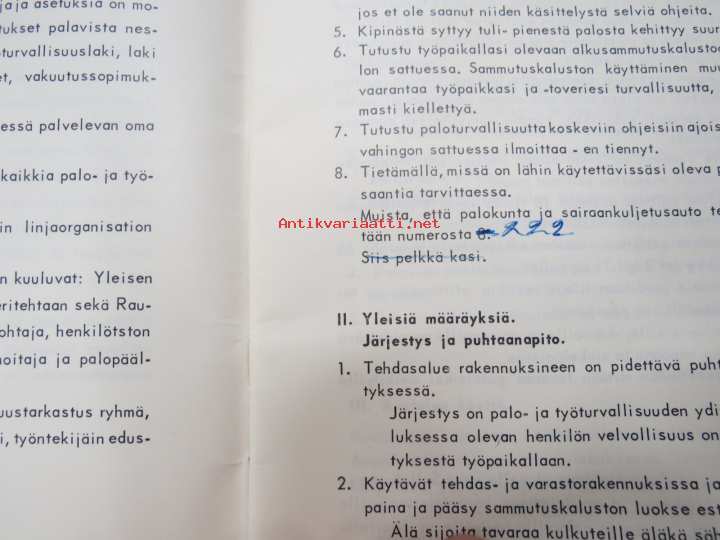 jaja asetuksia on mo-
tukset palavista nes-
oturvallisuuslaki, laki
et, vakuutussopimuk-
essä palvelevan oma
kaikkia palo- ja työ-
in linjaorganisation
n kuuluvat: Yleisen
eritehtaan sekä Rau-
ohtaja, henkilötston
noitaja ja palopääl-
uustarkastus ryhmä,
i, työntekijäin edus-
jos et ole saanut niiden käsittelystä selviä ohjeita.
5. Kipinästä syttyy tuli- pienestä palosta kehittyy suur
6. Tutustu työpaikallasi olevaan alkusammutuskalustoo
lon sattuessa. Sammutuskaluston käyttäminen muu
vaarantaa työpaikkasi ja -toveriesi turvallisuutta,
masti kiellettyä.
7. Tutustu paloturvallisuutta koskeviin ohjeisiin ajois
vahingon sattuessa ilmoittaa - en tiennyt.
8. Tietämällä, missä on lähin käytettävissäsi oleva p
saantia tarvittaessa.
Muista, että palokunta ja sairaankuljetusauto te
tään numerosta 8. 222
Siis pelkkä kasi.
Antikvariaatti.net
II. Yleisiä määräyksiä.
Järjestys ja puhtaanapito.
1. Tehdasalue rakennuksineen on pidettävä puht
tyksessä.
Järjestys on palo- ja työturvallisuuden ydi
luksessa olevan henkilön velvollisuus on
tyksestä työpaikallaan.
2. Käytävät tehdas- ja varastorakennuksissa ja
paina ja pääsy sammutuskaluston luokse est
Älä sijoita tavaraa kulkuteille äläkä säh